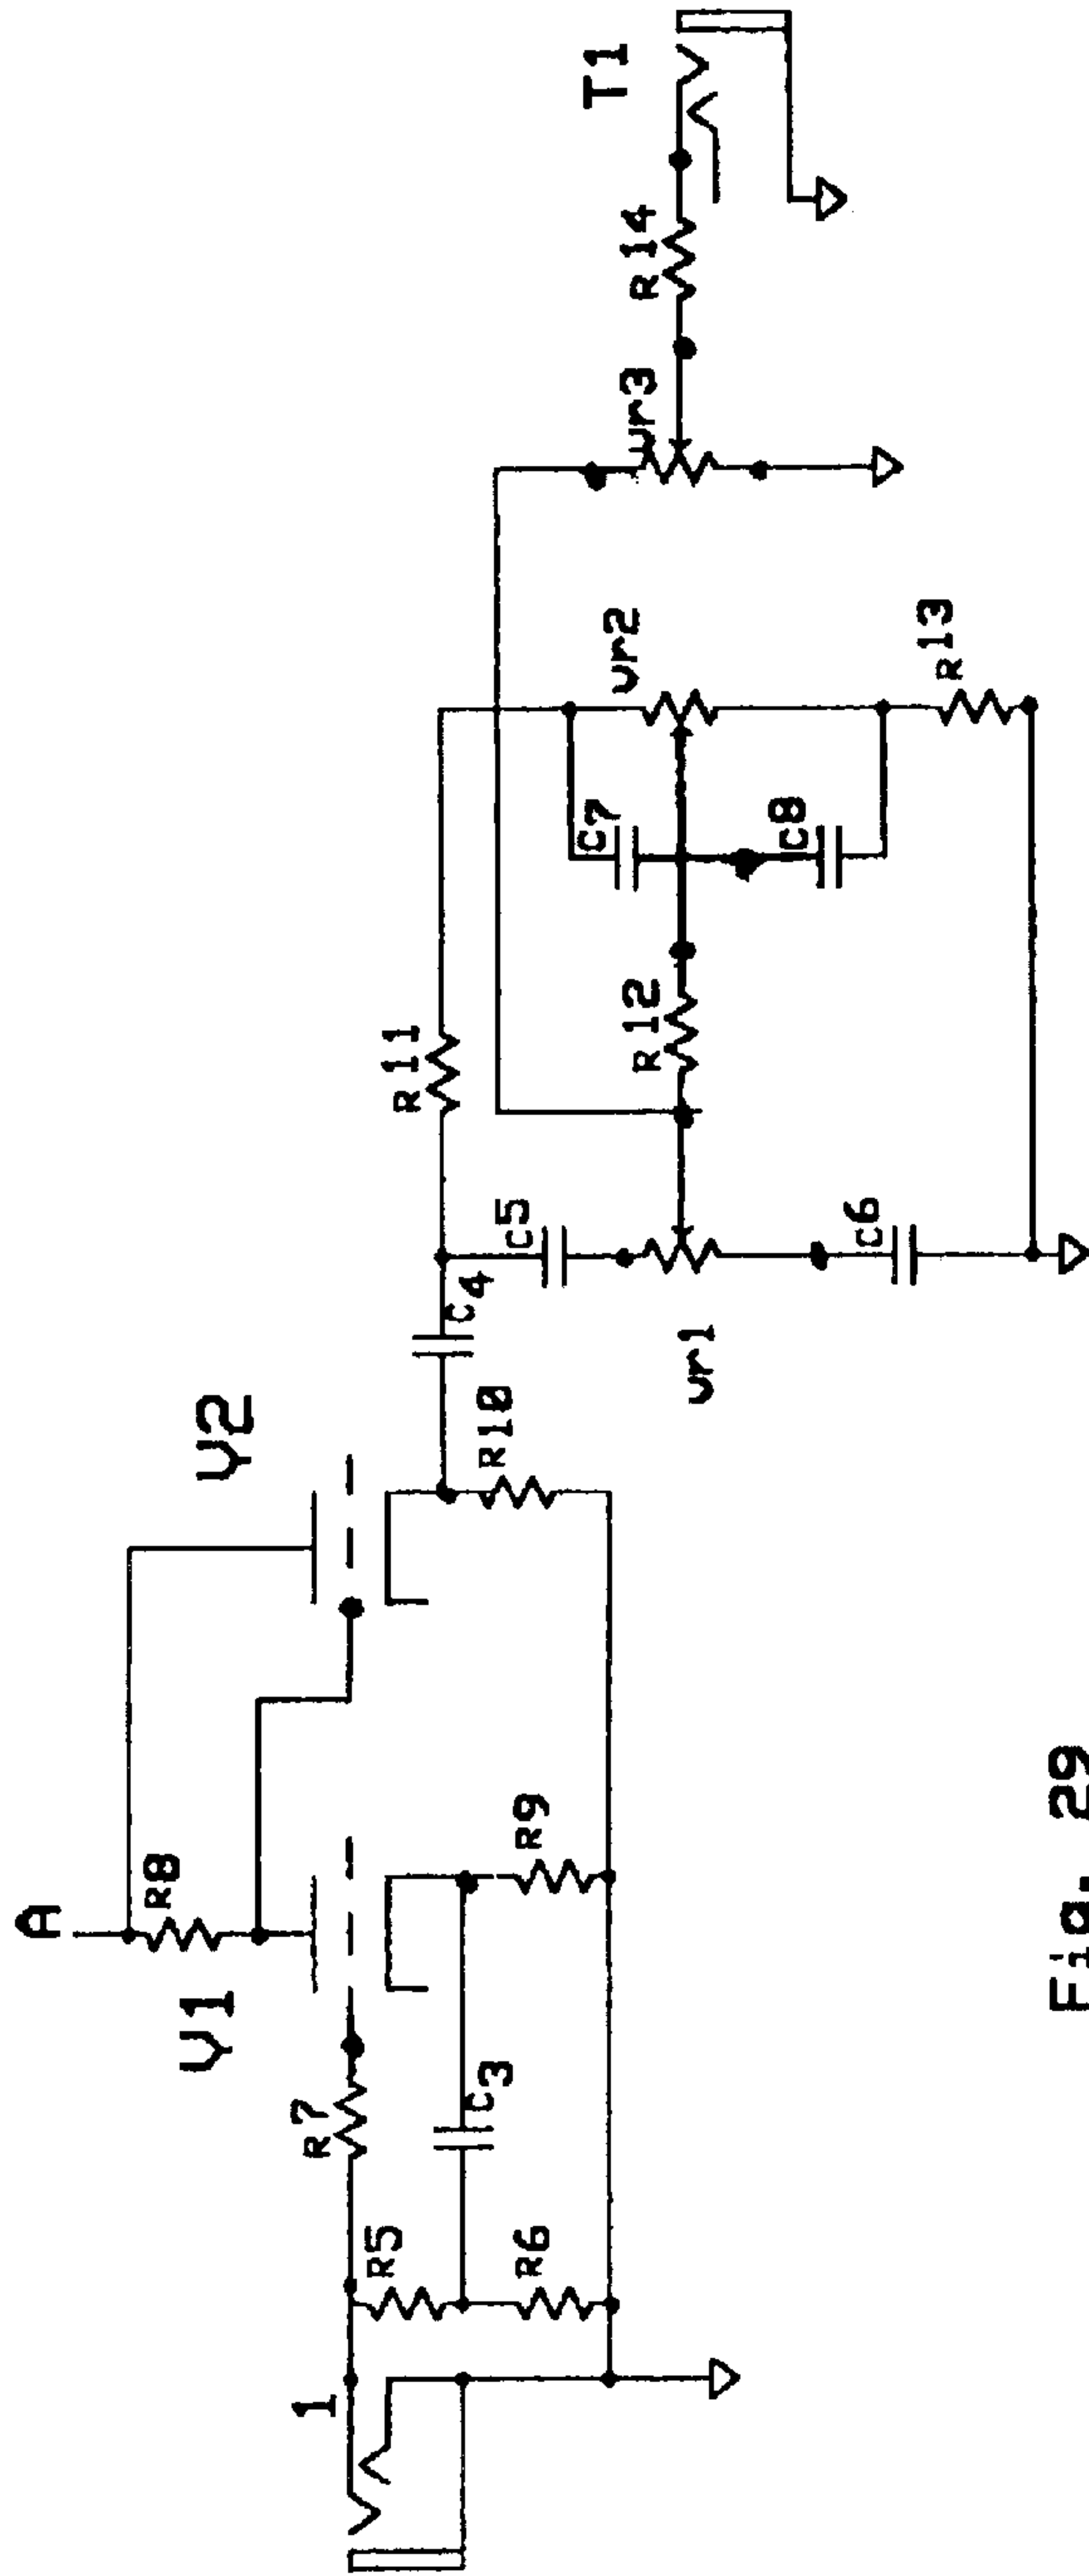 A
R8
V1
V2
1
R7
R5
C3
R6
R9
R10
C4
R11
C5
vr1
C6
R12
C7
C8
vr2
R13
vr3
R14
T1
Fig. 29